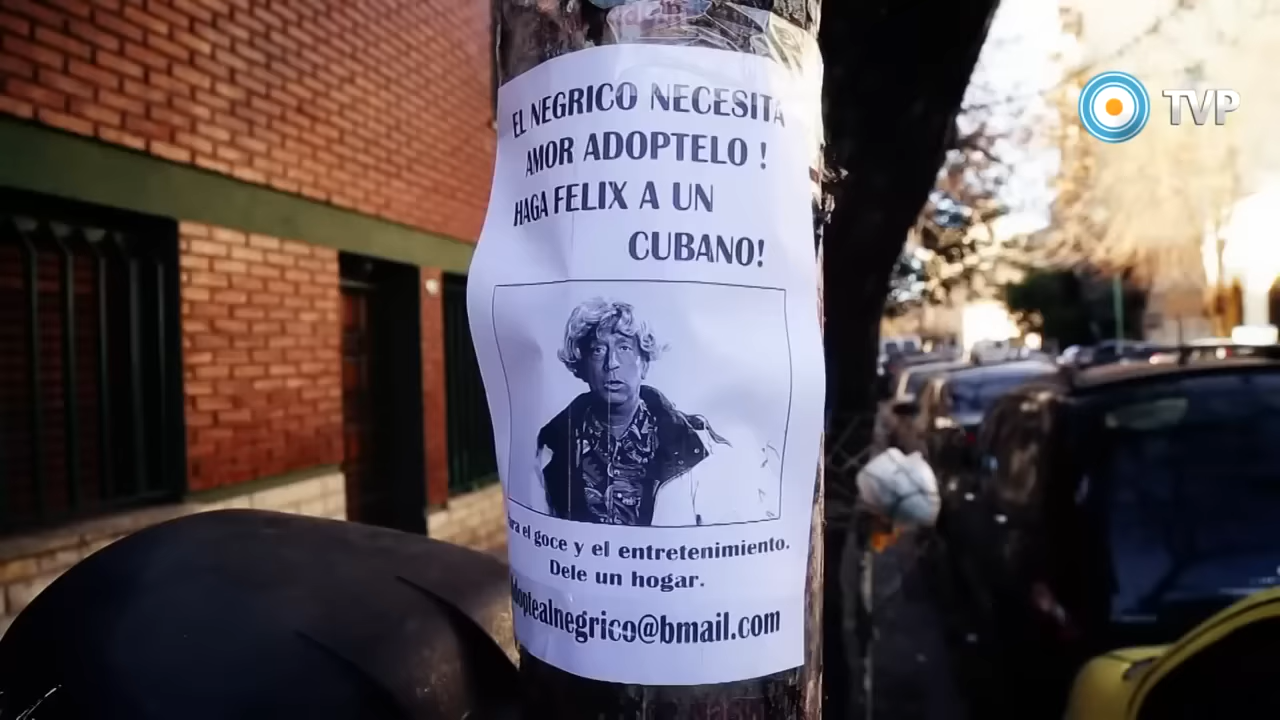 EL NEGRICO NECESITA
AMOR ADOPTELO !
HAGA FELIX A UN
CUBANO!
el goce y el entretenimiento.
Dele un hogar.
adoptealnegrico@bmail.com
TVP